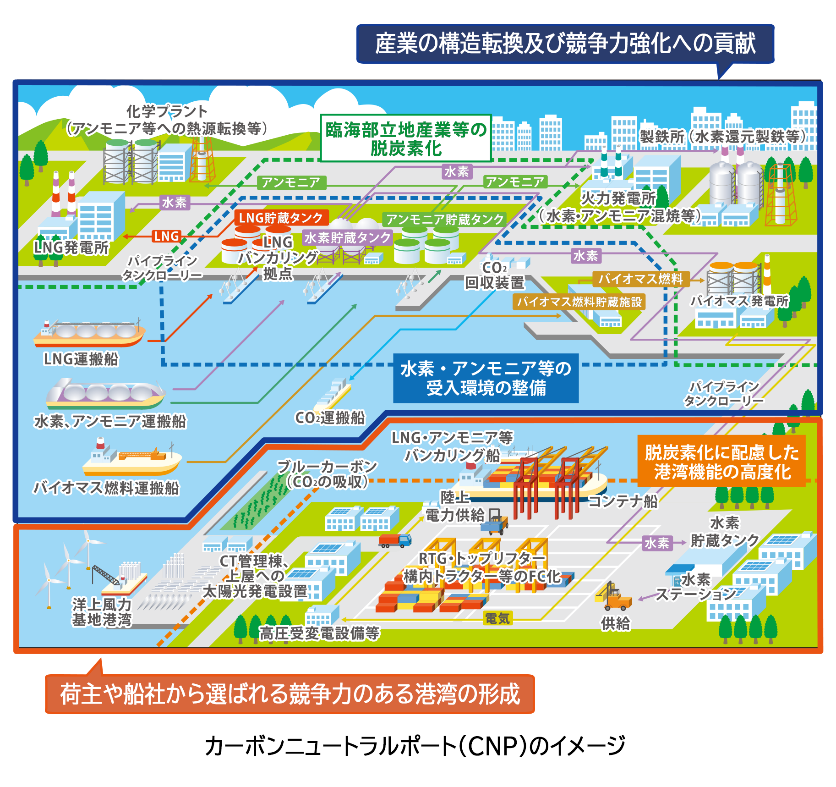 産業の構造転換及び競争力強化への貢献
化学プラント
(アンモニア等への熱源転換等)
臨海部立地産業等の
脱炭素化
製鉄所(水素還元製鉄等)
水素
アンモニア
アンモニア
水素
火力発電所
(水素・アンモニア混焼等)
LNG貯蔵タンク
アンモニア貯蔵タンク
LNG
水素貯蔵タンク
LNG発電所
LNG
バンカリング
拠点
パイプライン
タンクローリー
CO₂
回収装置
水素
バイオマス燃料
バイオマス燃料貯蔵施設
バイオマス発電所
LNG運搬船
水素・アンモニア等の
受入環境の整備
水素、アンモニア運搬船
CO₂運搬船
パイプライン
タンクローリー
バイオマス燃料運搬船
LNG・アンモニア等
バンカリング船
脱炭素化に配慮した
港湾機能の高度化
ブルーカーボン
(CO₂の吸収)
陸上
電力供給口
コンテナ船
水素
貯蔵タンク
水素
RTG・トップリフター
構内トラクター等のFC化
CT管理棟、
上屋への
太陽光発電設置
水素
ステーション
洋上風力
基地港湾
電気
供給
高圧受変電設備等
荷主や船社から選ばれる競争力のある港湾の形成
カーボンニュートラルポート(CNP)のイメージ